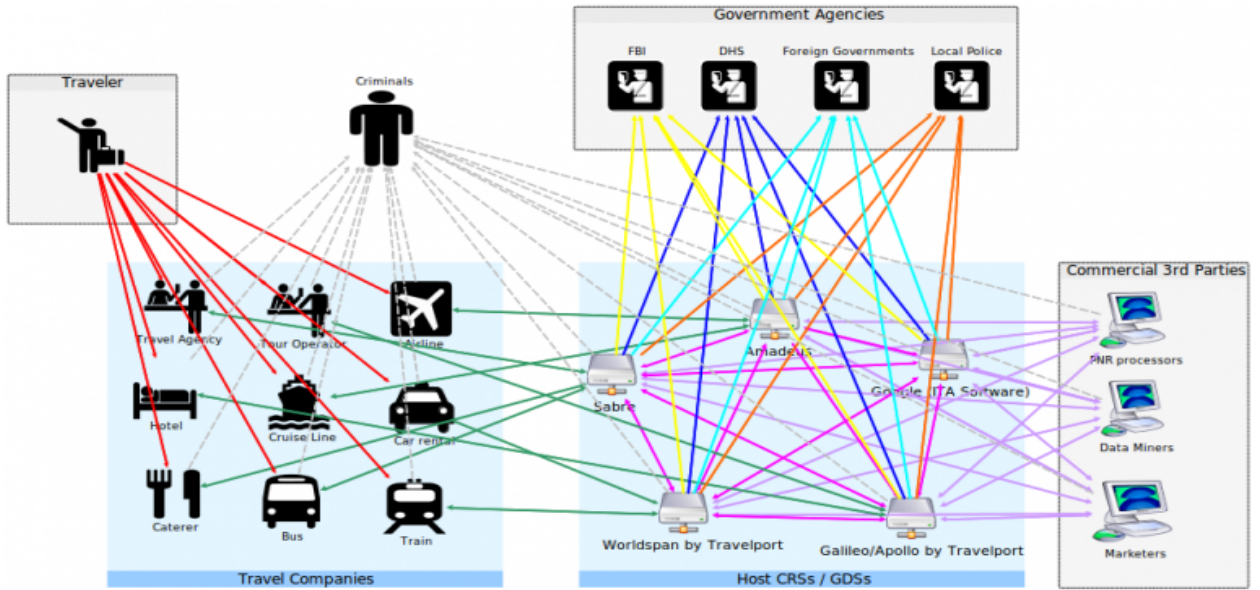 Government Agencies
FBI
DHS
Foreign Governments
Local Police
Traveler
Criminals
Commercial 3rd Parties
Travel Agency
Tour Operator
Airline
Amadeus
PNR processors
Google (ITA Software)
Sabre
Hotel
Cruise Line
Car rental
Data Miners
Caterer
Bus
Train
Worldspan by Travelport
Galileo/Apollo by Travelport
Marketers
Travel Companies
Host CRSs / GDSs